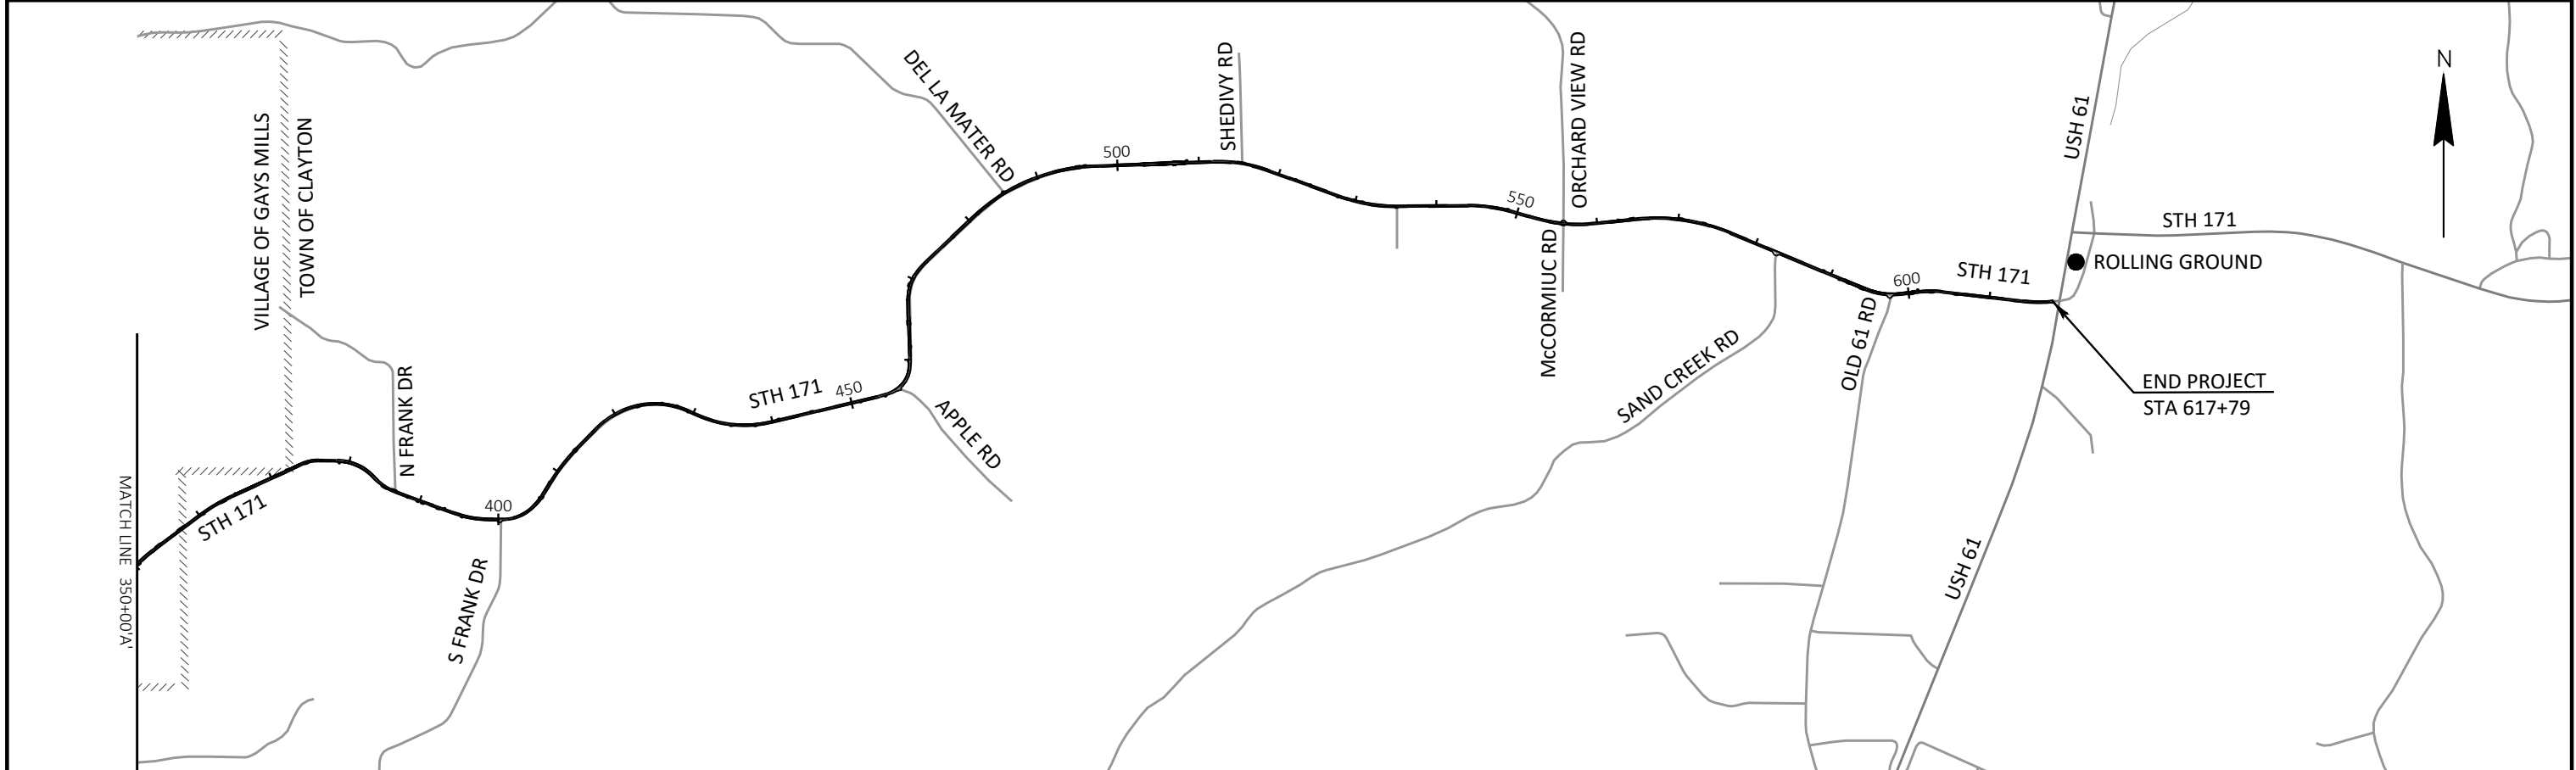 VILLAGE OF GAYS MILLS
TOWN OF CLAYTON
MATCH LINE 350+00'A'
STH 171
N FRANK DR
400
S FRANK DR
STH 171
450
APPLE RD
DEL LA MATER RD
500
SHEDIVY RD
550
ORCHARD VIEW RD
McCORMIUC RD
SAND CREEK RD
OLD 61 RD
600
STH 171
USH 61
USH 61
STH 171
ROLLING GROUND
END PROJECT
STA 617+79
N